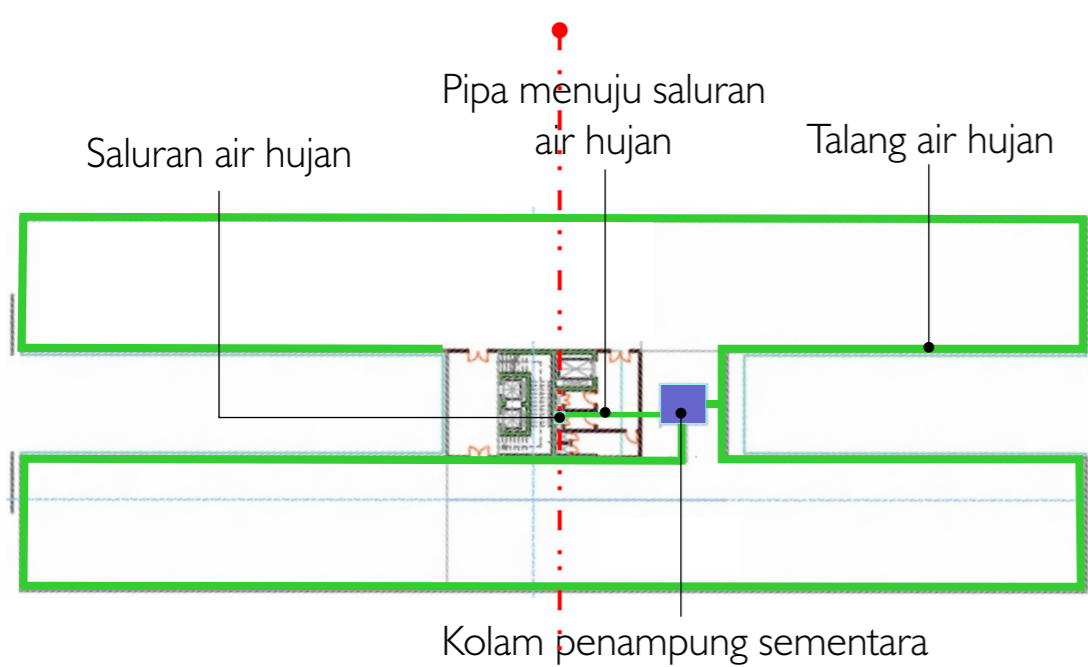 Pipa menuju saluran
air hujan
Saluran air hujan
Talang air hujan
Kolam penampung sementara